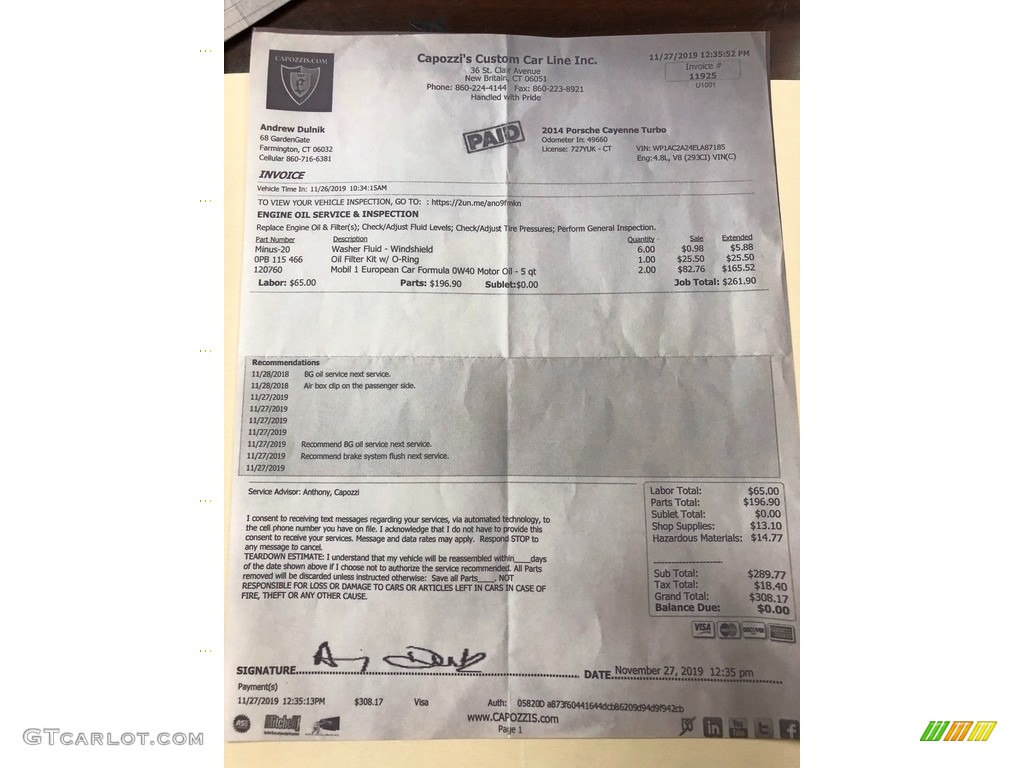 CAPOZZIS.COM
Capozzi's Custom Car Line Inc.
36 St. Clair Avenue
New Britain, CT 06051
Phone: 860-224-4144 Fax: 860-223-8921
Handled with Pride
11/27/2019 12:35:52 PM
Invoice #
11925
U1001
Andrew Dulnik
68 GardenGate
Farmington, CT 06032
Cellular 860-716-6381
PAID
2014 Porsche Cayenne Turbo
Odometer In: 49660
License: 727YUK - CT
VIN: WP1AC2A24ELA87185
Eng:4.8L, V8 (293CI) VIN(C)
INVOICE
Vehicle Time In: 11/26/2019 10:34:15AM
TO VIEW YOUR VEHICLE INSPECTION, GO TO: : https://2un.me/ano9fmkn
ENGINE OIL SERVICE & INSPECTION
Replace Engine Oil & Filter(s); Check/Adjust Fluid Levels; Check/Adjust Tire Pressures; Perform General Inspection.
Part Number Description Quantity Sale Extended
Minus-20 Washer Fluid - Windshield 6.00 $0.98 $5.88
0PB 115 466 Oil Filter Kit w/ O-Ring 1.00 $25.50 $25.50
120760 Mobil 1 European Car Formula 0W40 Motor Oil - 5 qt 2.00 $82.76 $165.52
Labor: $65.00 Parts: $196.90 Sublet:$0.00 Job Total: $261.90
Recommendations
11/28/2018 BG oil service next service.
11/28/2018 Air box clip on the passenger side.
11/27/2019
11/27/2019
11/27/2019
11/27/2019
11/27/2019 Recommend BG oil service next service.
11/27/2019 Recommend brake system flush next service.
11/27/2019
Service Advisor: Anthony, Capozzi
I consent to receiving text messages regarding your services, via automated technology, to
the cell phone number you have on file. I acknowledge that I do not have to provide this
consent to receive your services. Message and data rates may apply. Respond STOP to
any message to cancel.
TEARDOWN ESTIMATE: I understand that my vehicle will be reassembled within____days
of the date shown above if I choose not to authorize the service recommended. All Parts
removed will be discarded unless instructed otherwise: Save all Parts____. NOT
RESPONSIBLE FOR LOSS OR DAMAGE TO CARS OR ARTICLES LEFT IN CARS IN CASE OF
FIRE, THEFT OR ANY OTHER CAUSE.
Labor Total: $65.00
Parts Total: $196.90
Sublet Total: $0.00
Shop Supplies: $13.10
Hazardous Materials: $14.77
Sub Total: $289.77
Tax Total: $18.40
Grand Total: $308.17
Balance Due: $0.00
VISA MasterCard DISCOVER
SIGNATURE
DATE November 27, 2019 12:35 pm
Payment(s)
11/27/2019 12:35:13PM $308.17 Visa Auth: 05820D a873f60441644dcb86209d94d9f942cb
ASE Mitchell1
www.CAPOZZIS.com
Page 1
in You Tube t f
GTcarlot.com